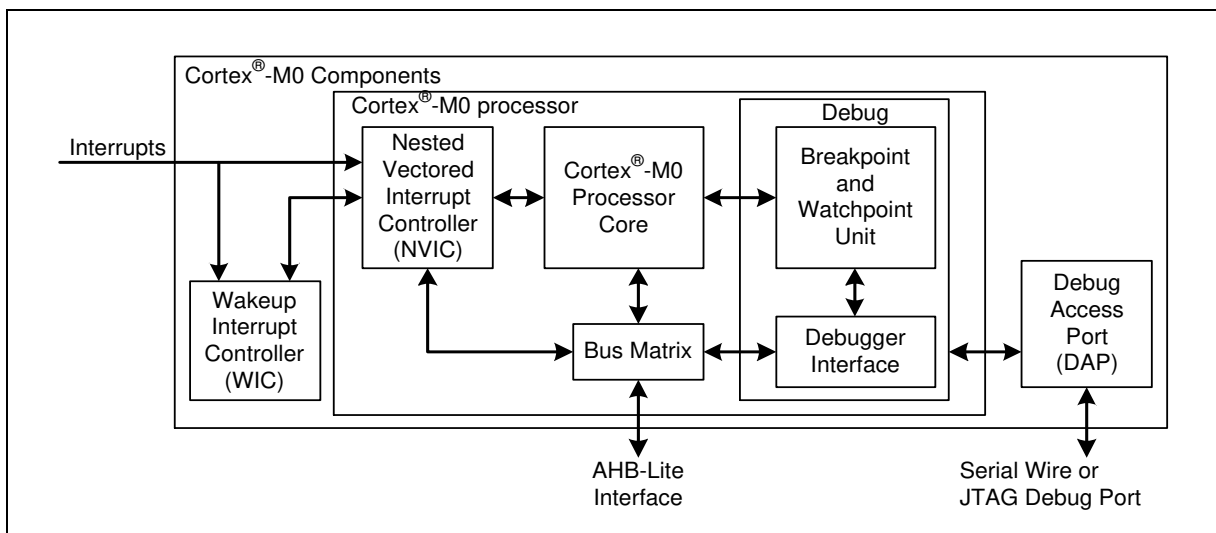 Cortex®-M0 Components
Cortex®-M0 processor
Debug
Interrupts
Nested
Vectored
Interrupt
Controller
(NVIC)
Cortex®-M0
Processor
Core
Breakpoint
and
Watchpoint
Unit
Wakeup
Interrupt
Controller
(WIC)
Bus Matrix
Debugger
Interface
Debug
Access
Port
(DAP)
AHB-Lite
Interface
Serial Wire or
JTAG Debug Port